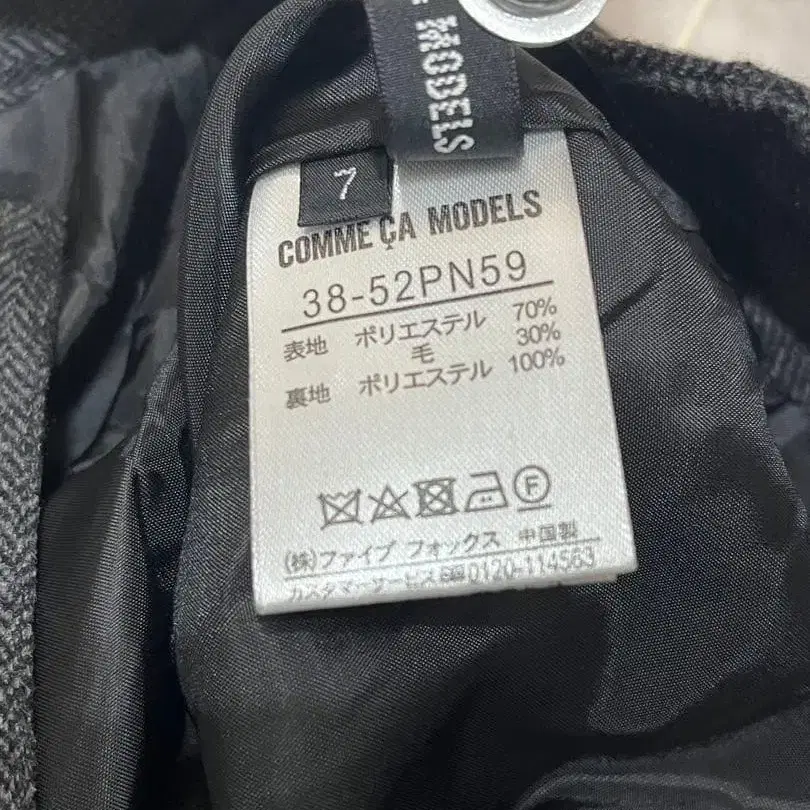 MODELS
7
COMME ÇA MODELS
38-52PN59
表地 ポリエステル 70%
毛 30%
裏地 ポリエステル 100%
F
(株)ファイブ フォックス 中国製
カスタマーサービス 0120-114563